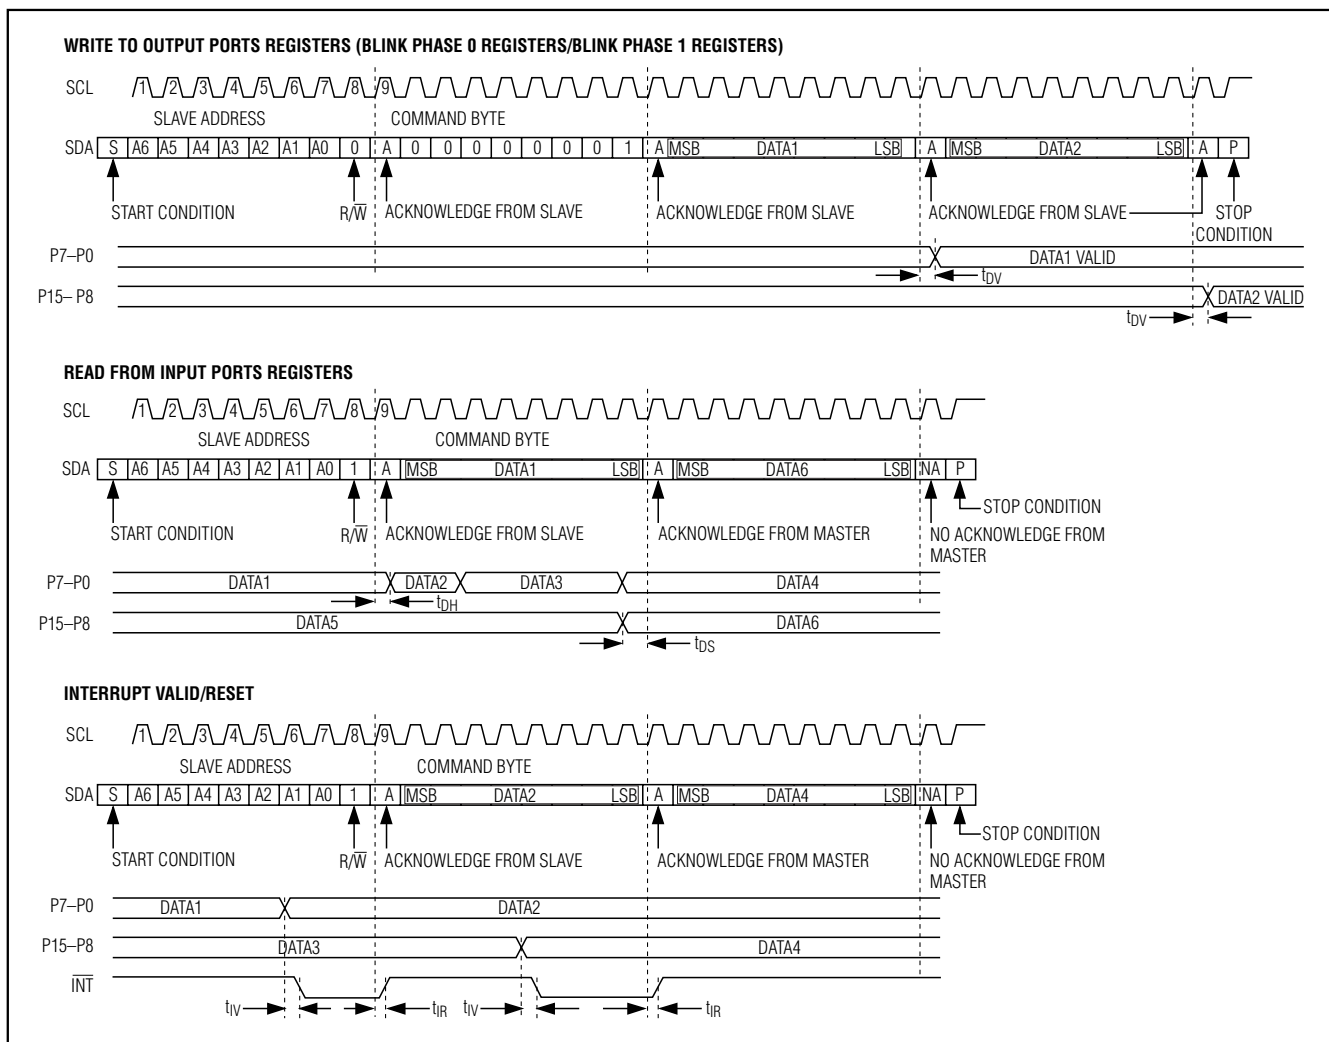 WRITE TO OUTPUT PORTS REGISTERS (BLINK PHASE 0 REGISTERS/BLINK PHASE 1 REGISTERS)
SCL 1 2 3 4 5 6 7 8 9
SLAVE ADDRESS COMMAND BYTE
SDA S A6 A5 A4 A3 A2 A1 A0 0 A 0 0 0 0 0 0 0 1 A MSB DATA1 LSB A MSB DATA2 LSB A P
START CONDITION R/W̅ ACKNOWLEDGE FROM SLAVE ACKNOWLEDGE FROM SLAVE ACKNOWLEDGE FROM SLAVE STOP
CONDITION
P7–P0 DATA1 VALID
tDV
P15– P8 DATA2 VALID
tDV
READ FROM INPUT PORTS REGISTERS
SCL 1 2 3 4 5 6 7 8 9
SLAVE ADDRESS COMMAND BYTE
SDA S A6 A5 A4 A3 A2 A1 A0 1 A MSB DATA1 LSB A MSB DATA6 LSB NA P
STOP CONDITION
START CONDITION R/W̅ ACKNOWLEDGE FROM SLAVE ACKNOWLEDGE FROM MASTER NO ACKNOWLEDGE FROM
MASTER
P7–P0 DATA1 DATA2 DATA3 DATA4
tDH
P15–P8 DATA5 DATA6
tDS
INTERRUPT VALID/RESET
SCL 1 2 3 4 5 6 7 8 9
SLAVE ADDRESS COMMAND BYTE
SDA S A6 A5 A4 A3 A2 A1 A0 1 A MSB DATA2 LSB A MSB DATA4 LSB NA P
STOP CONDITION
START CONDITION R/W̅ ACKNOWLEDGE FROM SLAVE ACKNOWLEDGE FROM MASTER NO ACKNOWLEDGE FROM
MASTER
P7–P0 DATA1 DATA2
P15–P8 DATA3 DATA4
I̅N̅T̅
tIV tIR tIV tIR